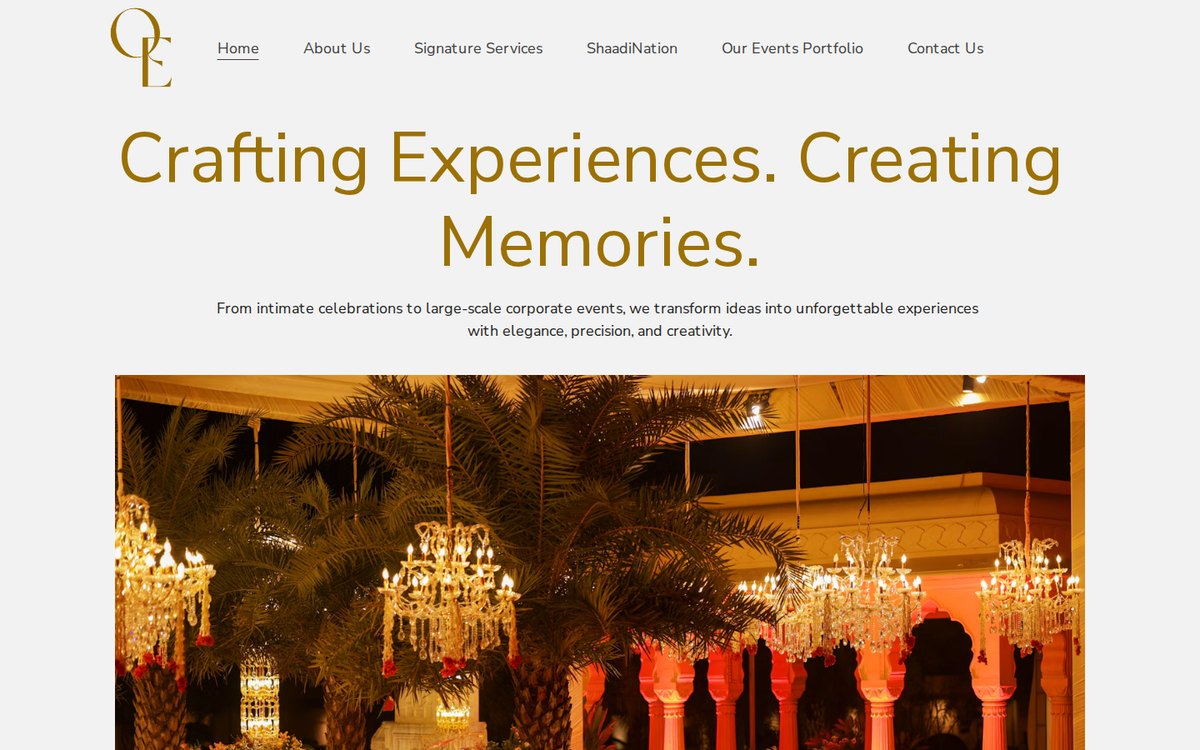 OE
Home
About Us
Signature Services
ShaadiNation
Our Events Portfolio
Contact Us
Crafting Experiences. Creating
Memories.
From intimate celebrations to large-scale corporate events, we transform ideas into unforgettable experiences
with elegance, precision, and creativity.